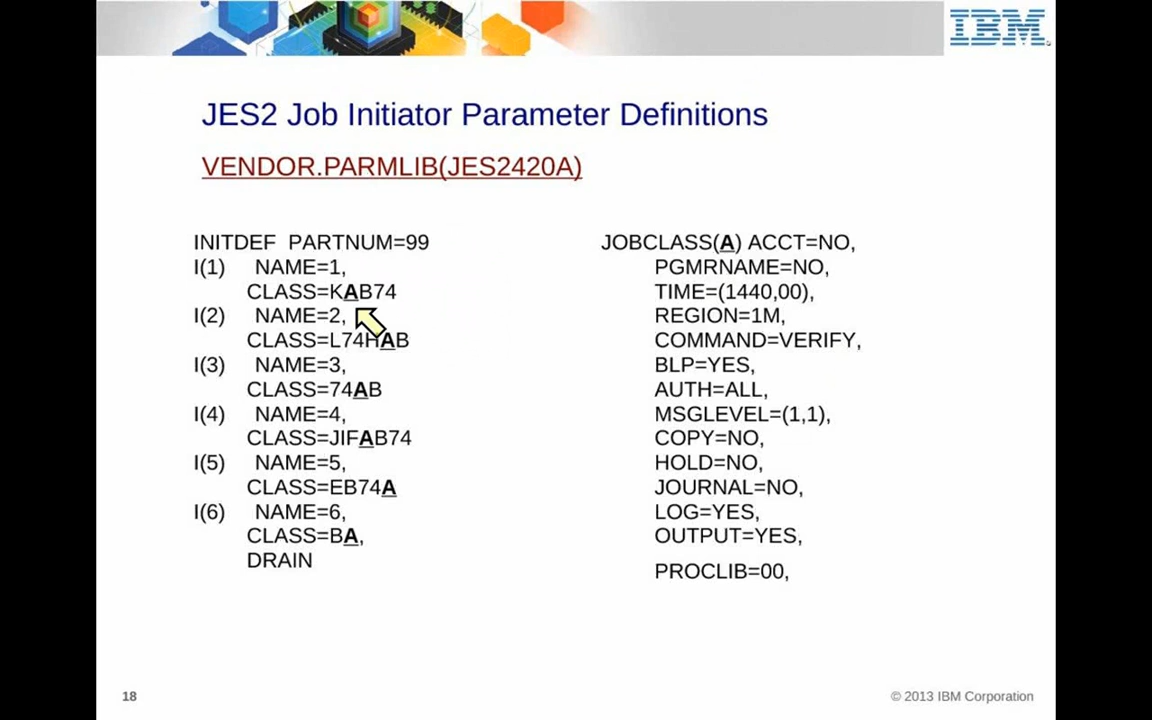 IBM
JES2 Job Initiator Parameter Definitions
VENDOR.PARMLIB(JES2420A)
INITDEF PARTNUM=99
I(1) NAME=1,
CLASS=KAB74
I(2) NAME=2,
CLASS=L74HAB
I(3) NAME=3,
CLASS=74AB
I(4) NAME=4,
CLASS=JIFAB74
I(5) NAME=5,
CLASS=EB74A
I(6) NAME=6,
CLASS=BA,
DRAIN
JOBCLASS(A) ACCT=NO,
PGMRNAME=NO,
TIME=(1440,00),
REGION=1M,
COMMAND=VERIFY,
BLP=YES,
AUTH=ALL,
MSGLEVEL=(1,1),
COPY=NO,
HOLD=NO,
JOURNAL=NO,
LOG=YES,
OUTPUT=YES,
PROCLIB=00,
18
© 2013 IBM Corporation